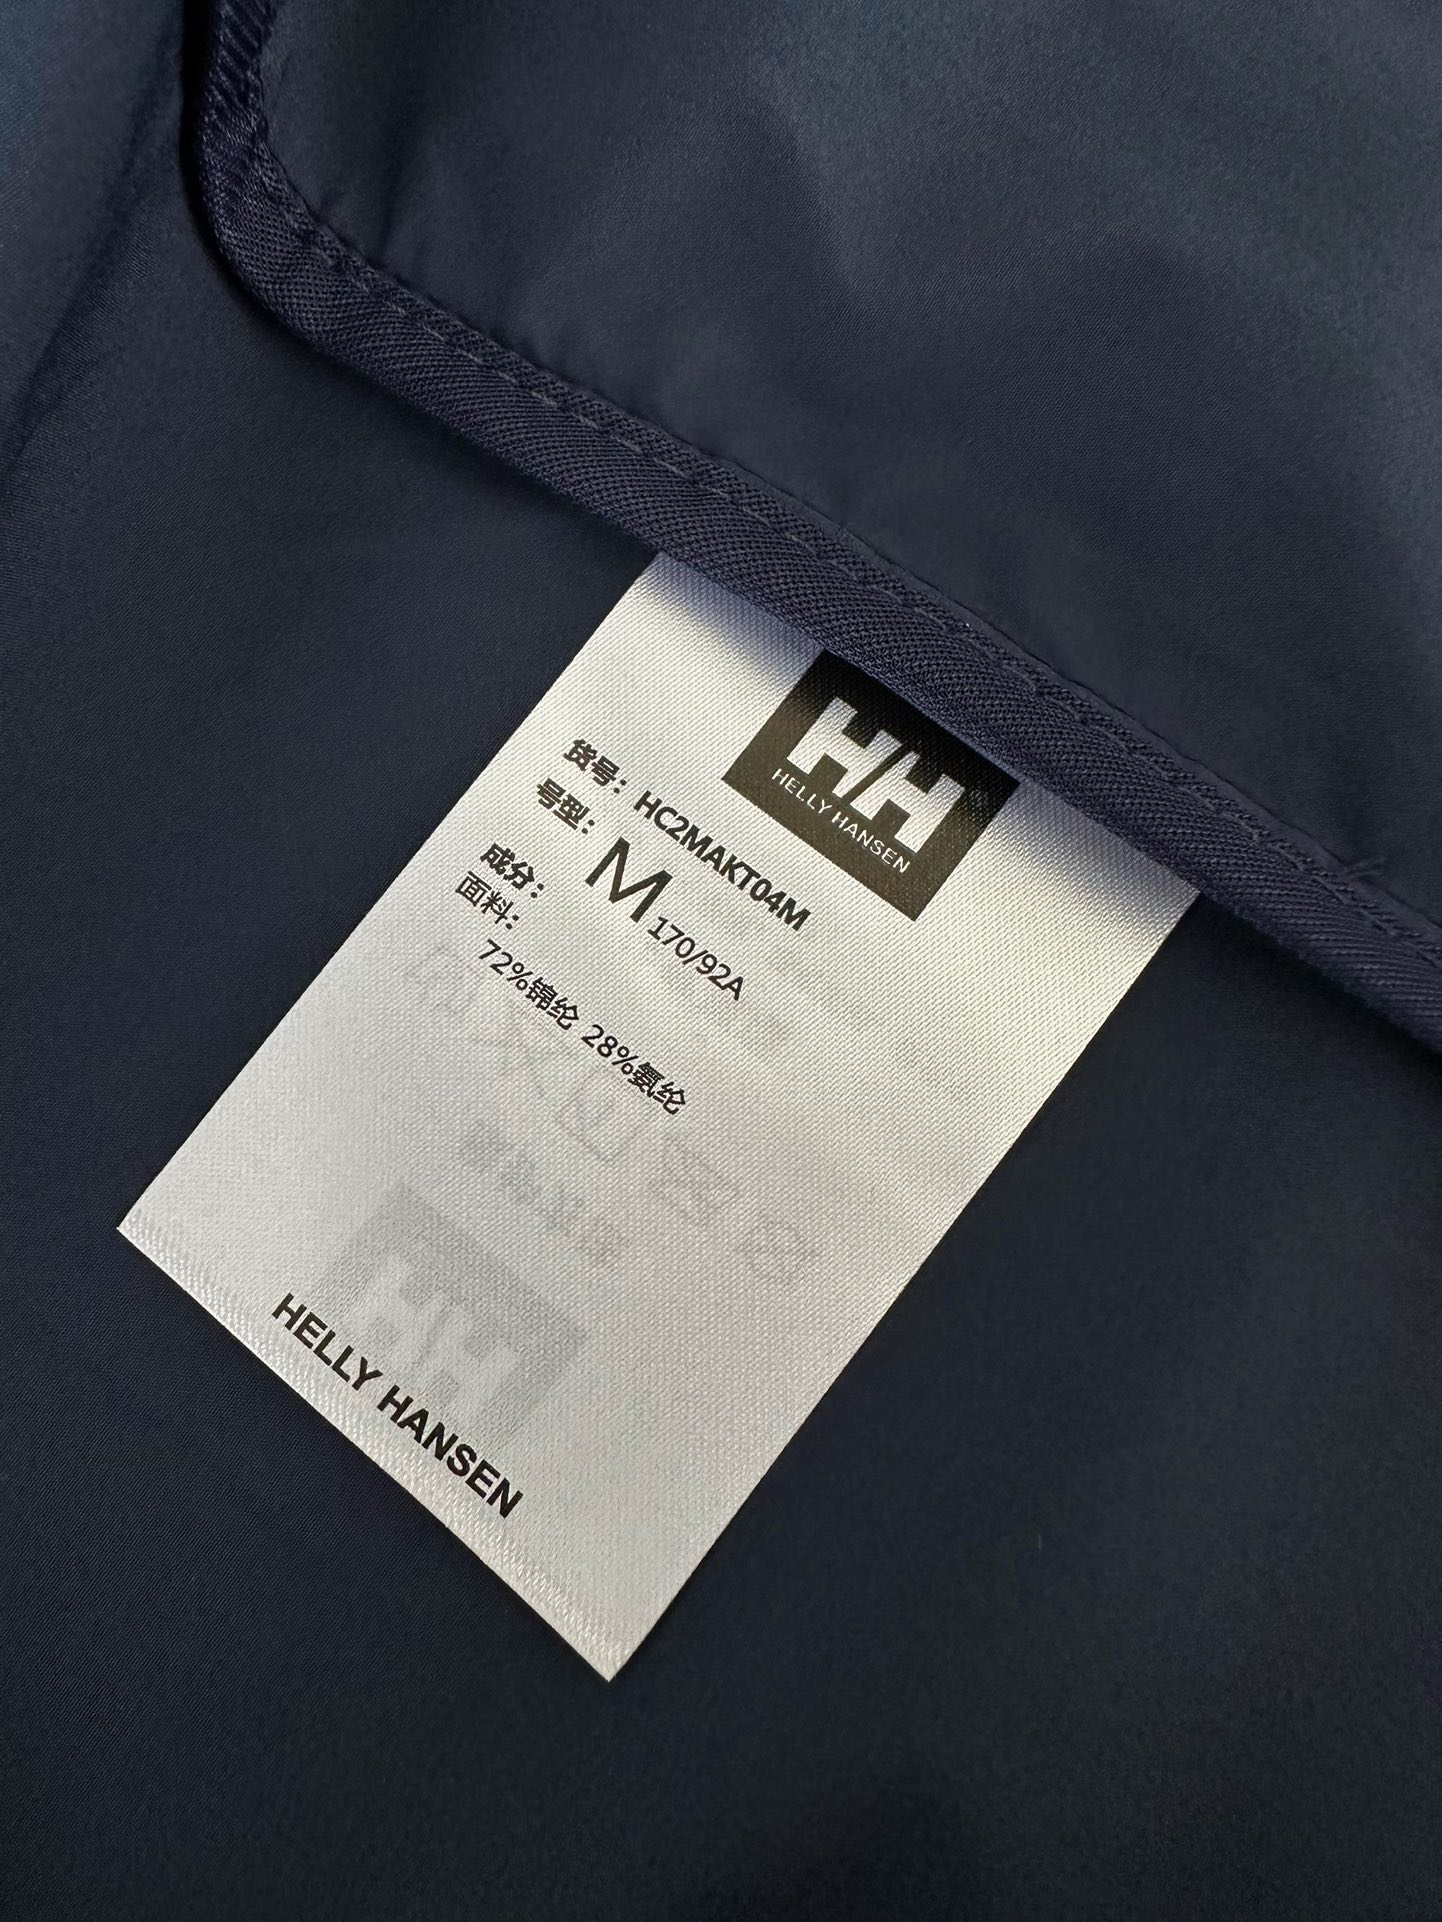 HH
HELLY HANSEN
货号：HC2MAKT04M
号型：M 170/92A
成分：
面料：
72%锦纶 28%氨纶
HELLY HANSEN